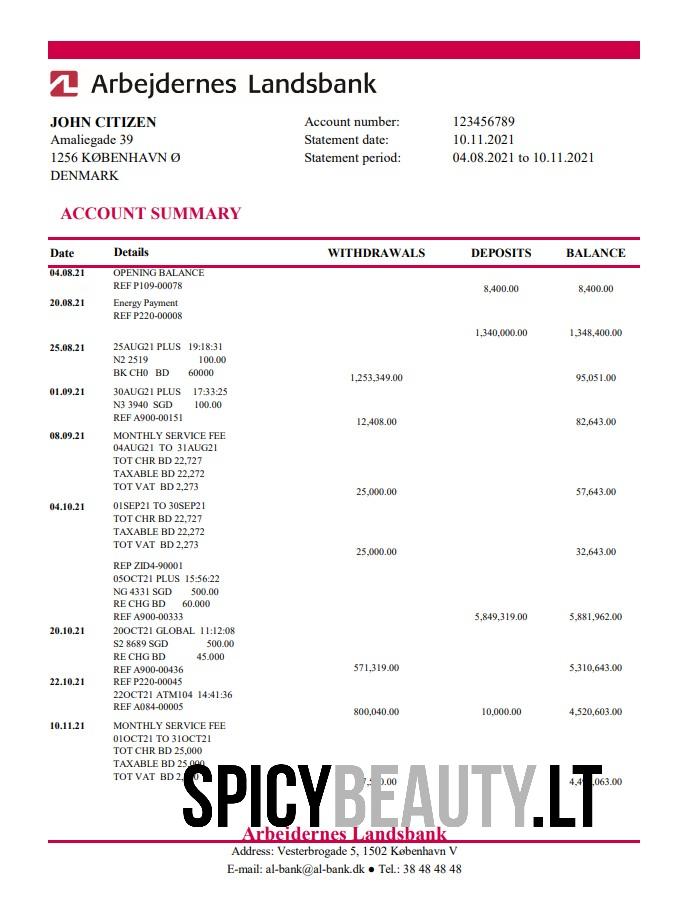 Arbejdernes Landsbank
JOHN CITIZEN
Amaliegade 39
1256 KØBENHAVN Ø
DENMARK
Account number: 123456789
Statement date: 10.11.2021
Statement period: 04.08.2021 to 10.11.2021
ACCOUNT SUMMARY
Date Details WITHDRAWALS DEPOSITS BALANCE
04.08.21 OPENING BALANCE
REF P109-00078
8,400.00 8,400.00
20.08.21 Energy Payment
REF P220-00008
1,340,000.00 1,348,400.00
25.08.21 25AUG21 PLUS 19:18:31
N2 2519 100.00
BK CH0 BD 60000
1,253,349.00 95,051.00
01.09.21 30AUG21 PLUS 17:33:25
N3 3940 SGD 100.00
REF A900-00151
12,408.00 82,643.00
08.09.21 MONTHLY SERVICE FEE
04AUG21 TO 31AUG21
TOT CHR BD 22,727
TAXABLE BD 22,272
TOT VAT BD 2,273
25,000.00 57,643.00
04.10.21 01SEP21 TO 30SEP21
TOT CHR BD 22,727
TAXABLE BD 22,272
TOT VAT BD 2,273
25,000.00 32,643.00
REP ZID4-90001
05OCT21 PLUS 15:56:22
NG 4331 SGD 500.00
RE CHG BD 60.000
REF A900-00333 5,849,319.00 5,881,962.00
20.10.21 20OCT21 GLOBAL 11:12:08
S2 8689 SGD 500.00
RE CHG BD 45.000
REF A900-00436 571,319.00 5,310,643.00
22.10.21 REF P220-00045
22OCT21 ATM104 14:41:36
REF A084-00005
800,040.00 10,000.00 4,520,603.00
10.11.21 MONTHLY SERVICE FEE
01OCT21 TO 31OCT21
TOT CHR BD 25,000
TAXABLE BD 25,000
TOT VAT BD
SPICYBEAUTY.LT
Arbejdernes Landsbank
Address: Vesterbrogade 5, 1502 København V
E-mail: al-bank@al-bank.dk ● Tel.: 38 48 48 48